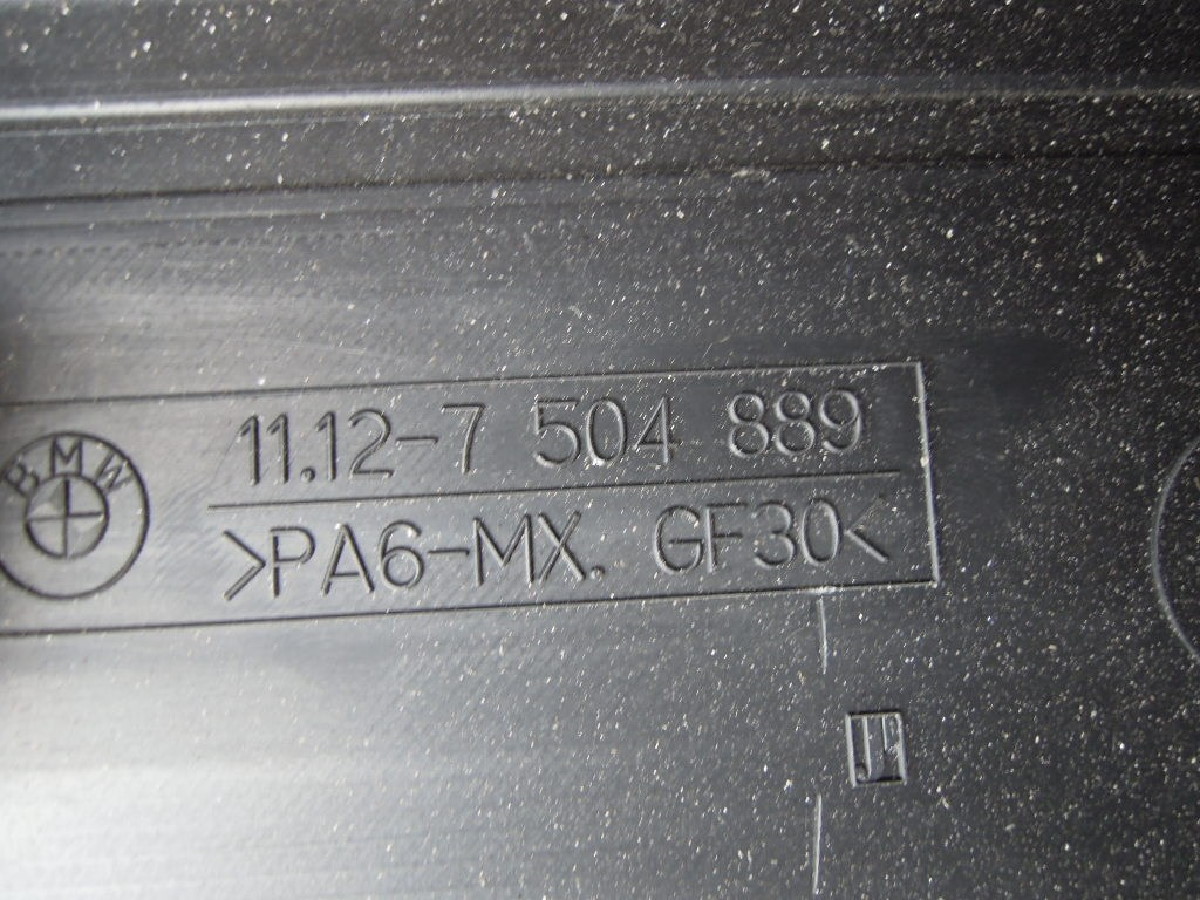 BMW
11.12-7 504 889
>PA6-MX. GF30<